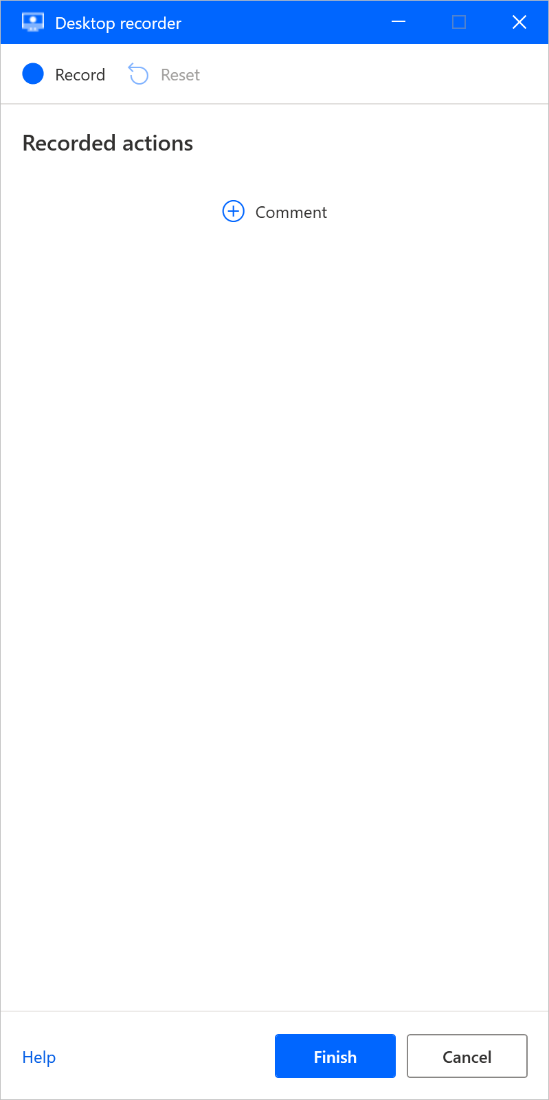 Desktop recorder
Record Reset
Recorded actions
Comment
Help Finish Cancel